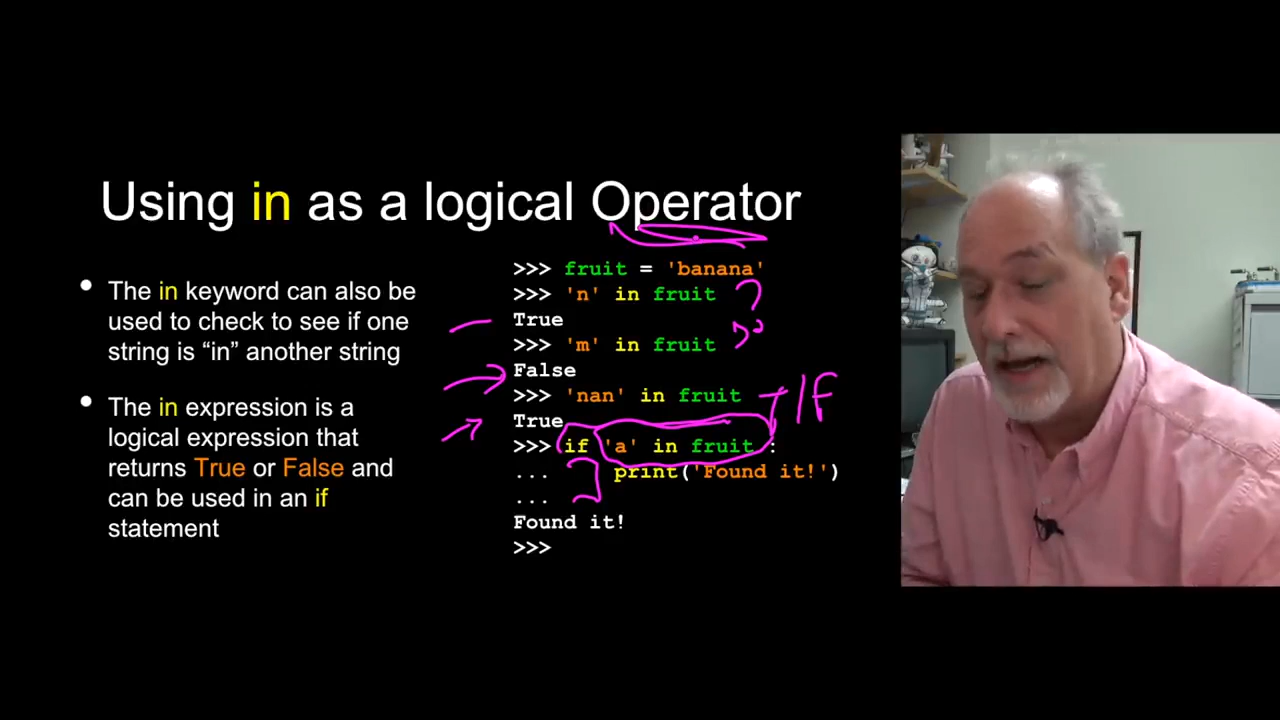 Using in as a logical Operator
• The in keyword can also be
used to check to see if one
string is “in” another string
• The in expression is a
logical expression that
returns True or False and
can be used in an if
statement
>>> fruit = 'banana'
>>> 'n' in fruit ?
True
>>> 'm' in fruit
False
>>> 'nan' in fruit
True
>>> if 'a' in fruit :
...     print('Found it!')
...
Found it!
>>>
T/F